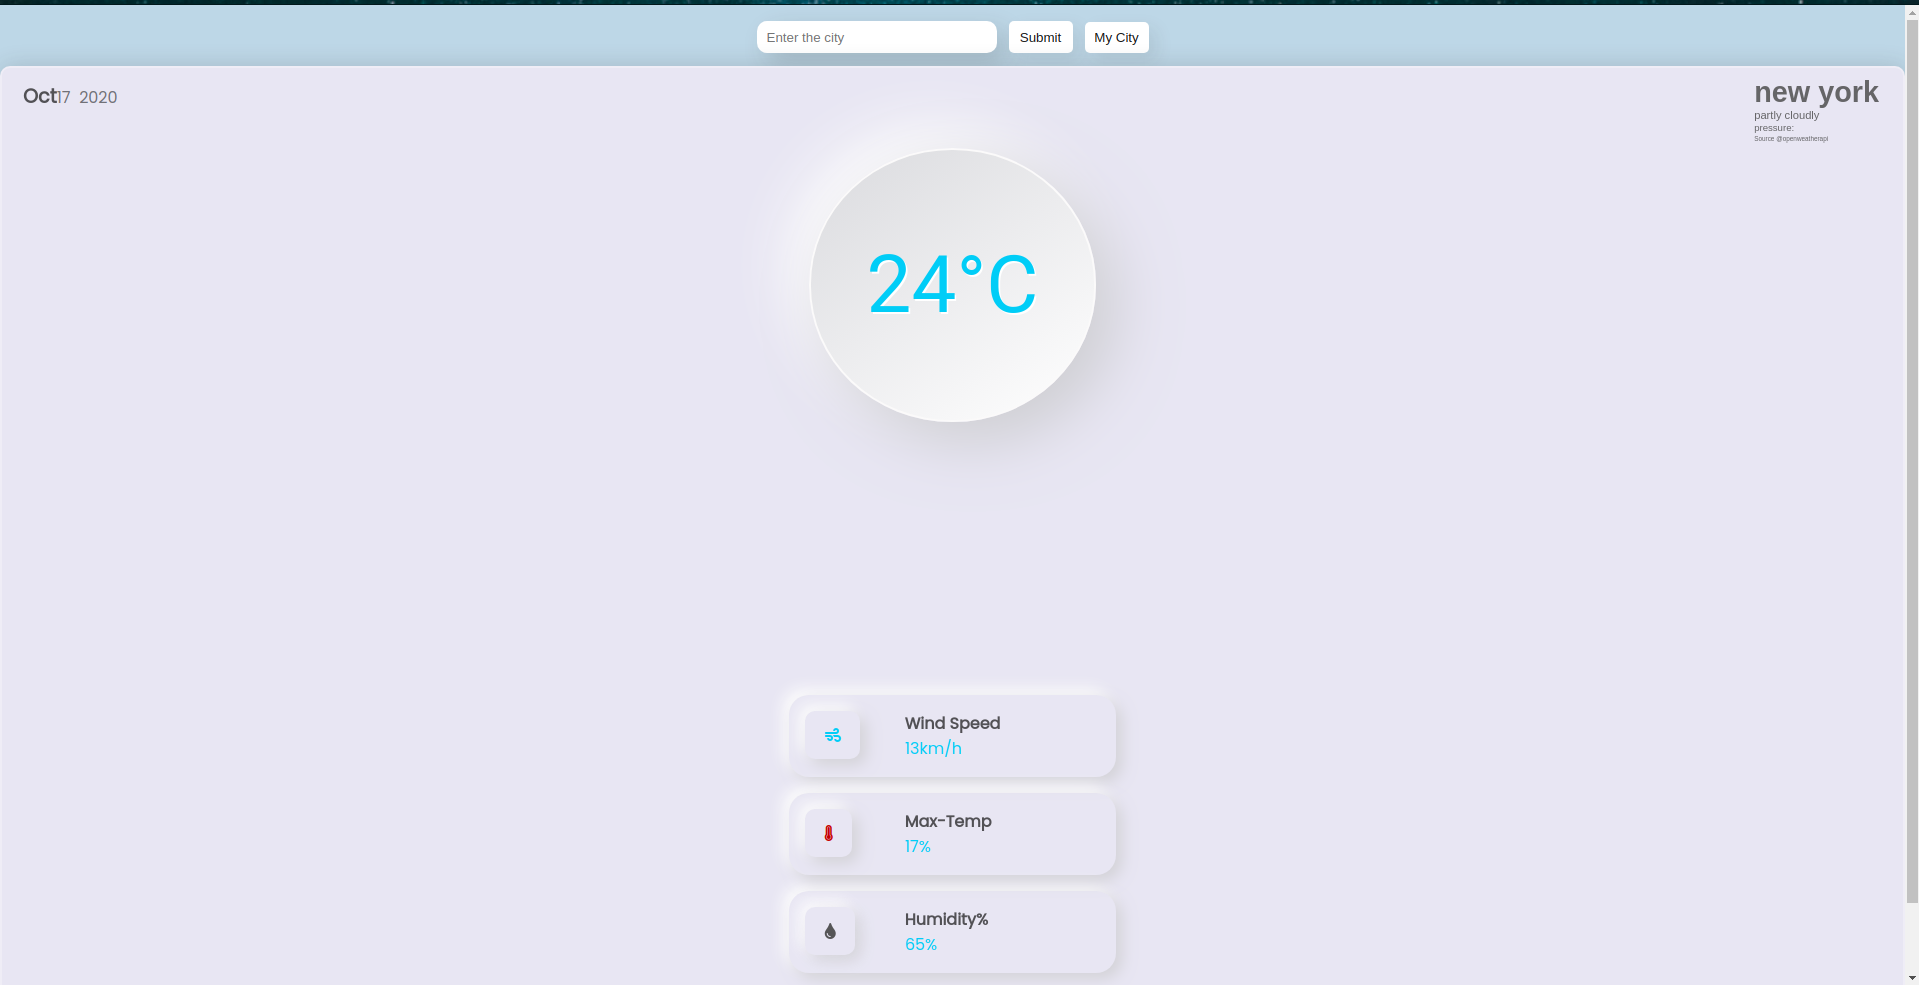 Enter the city Submit My City
Oct17 2020
new york
partly cloudly
pressure:
Source @openweatherapi
24°C
Wind Speed
13km/h
Max-Temp
17%
Humidity%
65%